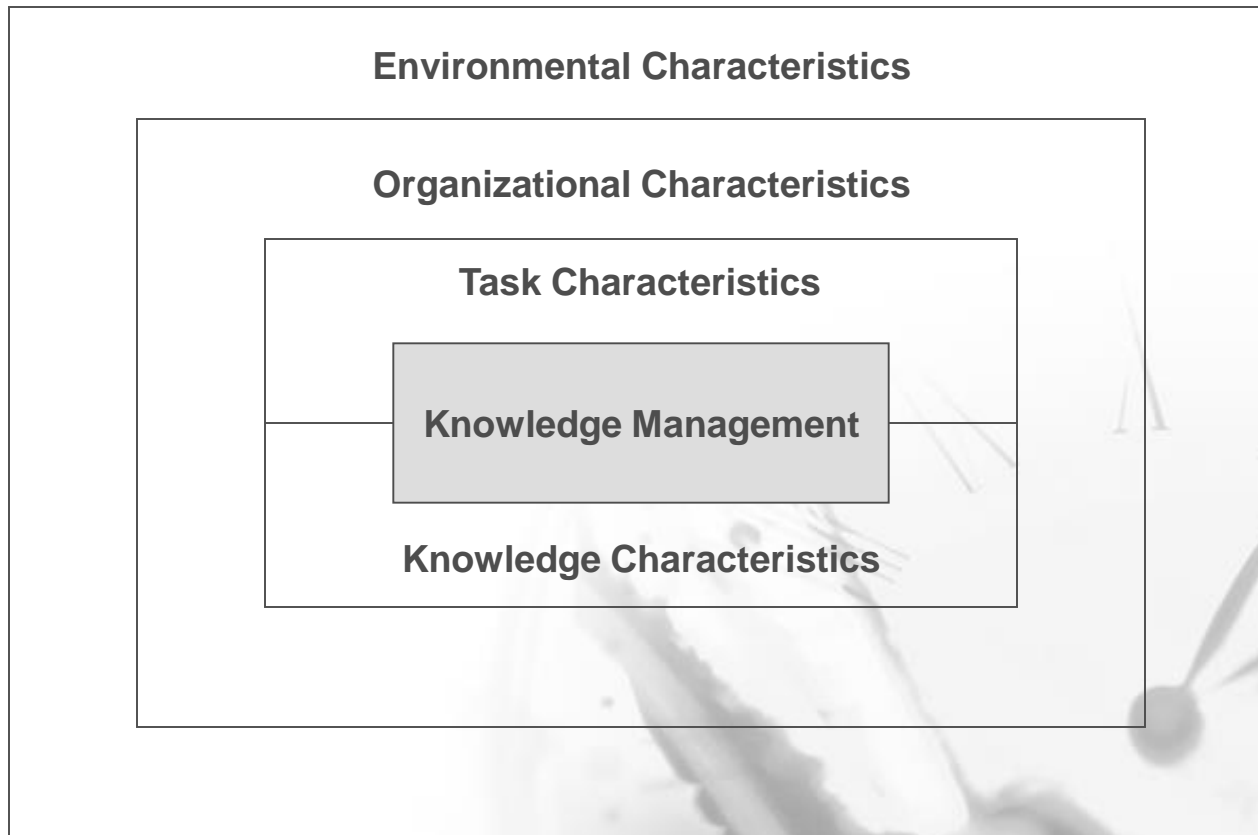 Environmental Characteristics
Organizational Characteristics
Task Characteristics
Knowledge Management
Knowledge Characteristics